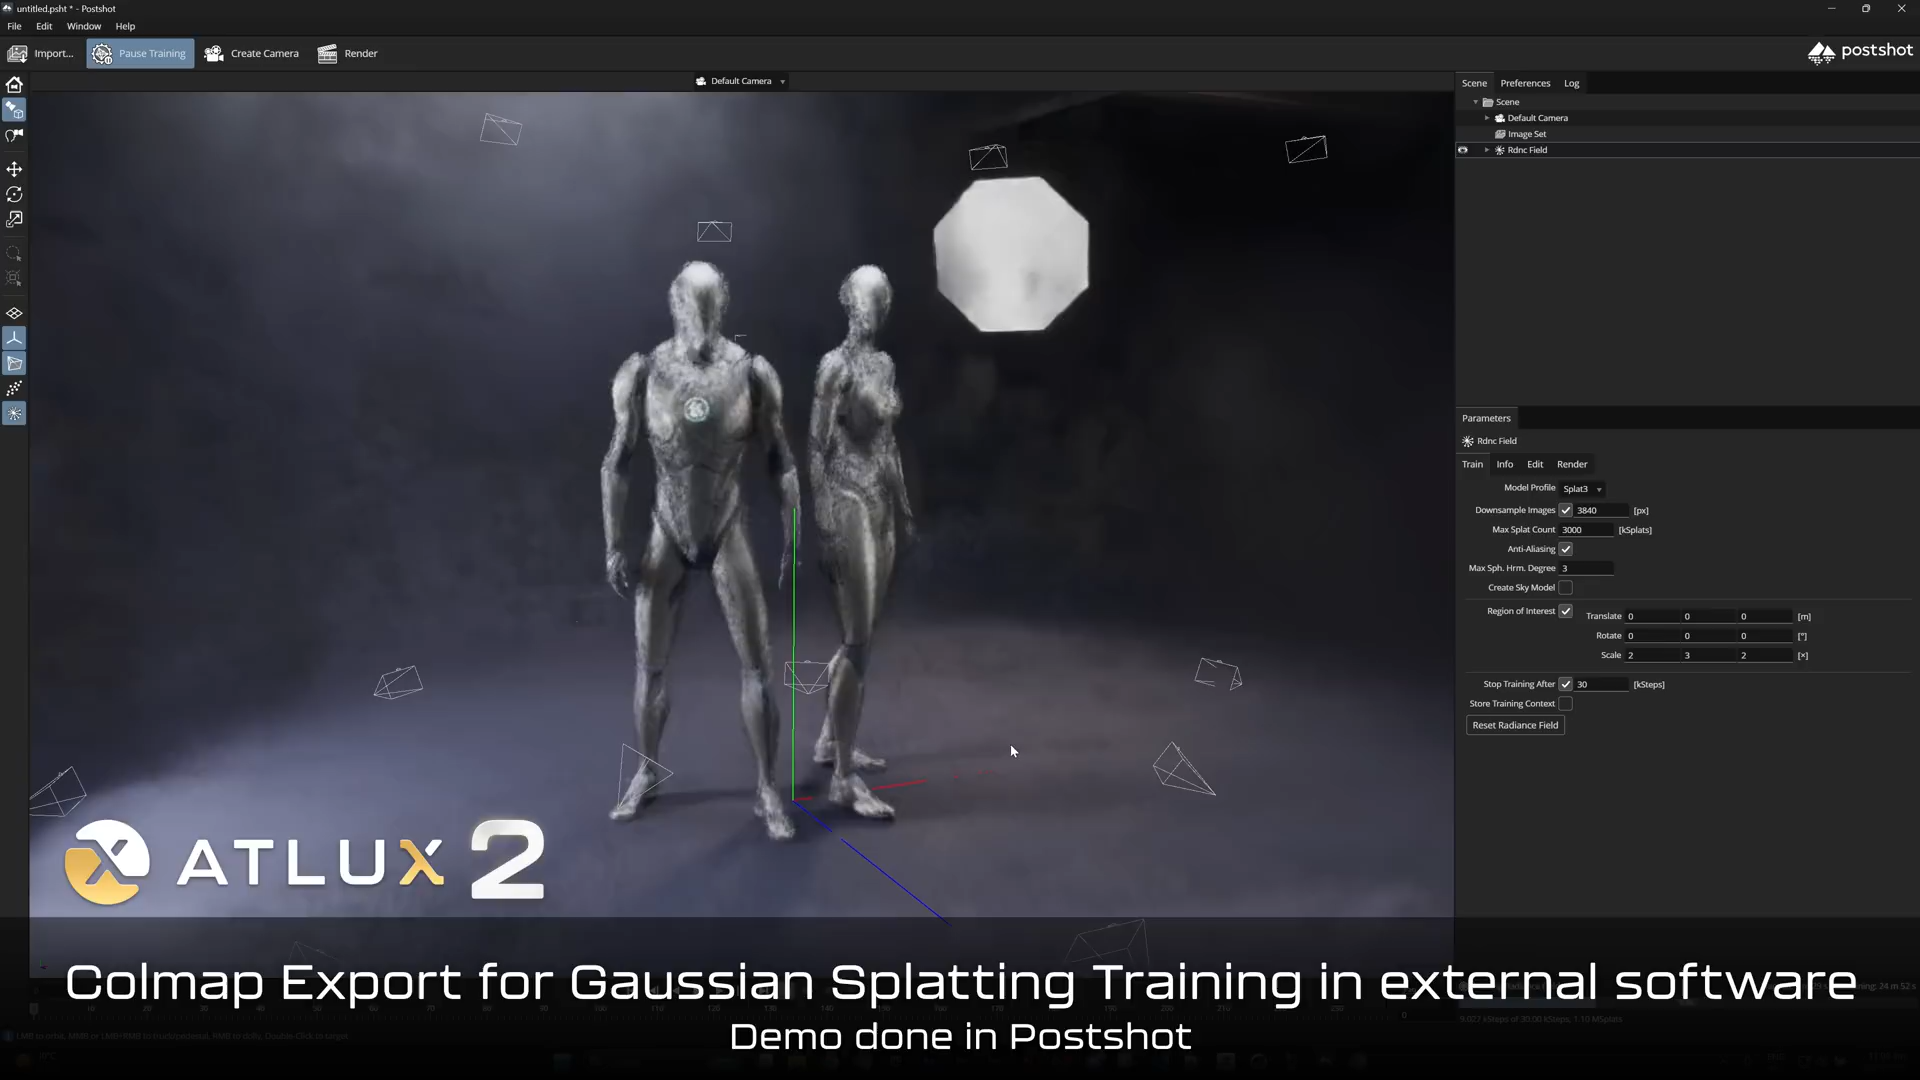 untitled.psht * - Postshot
File Edit Window Help
Import... Pause Training Create Camera Render
postshot
Default Camera
Scene Preferences Log
Scene
Default Camera
Image Set
Rdnc Field
Parameters
Rdnc Field
Train Info Edit Render
Model Profile Splat3
Downsample Images 3840 [px]
Max Splat Count 3000 [kSplats]
Anti-Aliasing
Max Sph. Hrm. Degree 3
Create Sky Model
Region of Interest
Translate 0 0 0 [m]
Rotate 0 0 0 [°]
Scale 2 3 2 [×]
Stop Training After 30 [kSteps]
Store Training Context
Reset Radiance Field
ATLUX 2
Colmap Export for Gaussian Splatting Training in external software
Demo done in Postshot